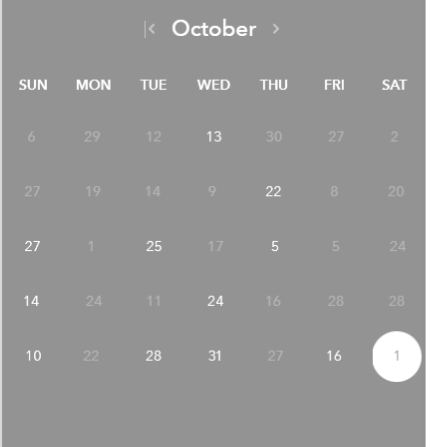 |< October >
SUN MON TUE WED THU FRI SAT
6 29 12 13 30 27 2
27 19 14 9 22 8 20
27 1 25 17 5 5 24
14 24 11 24 16 28 28
10 22 28 31 27 16 1